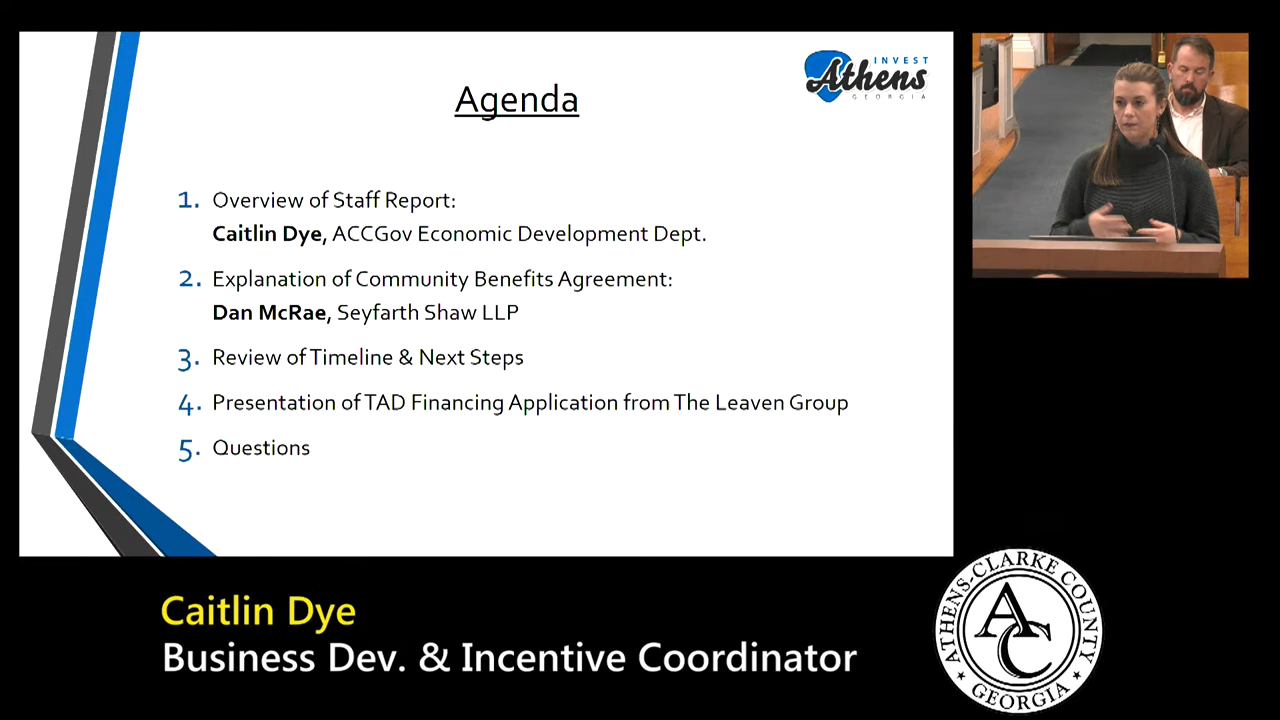 INVEST
Athens
GEORGIA
Agenda
1. Overview of Staff Report:
Caitlin Dye, ACCGov Economic Development Dept.
2. Explanation of Community Benefits Agreement:
Dan McRae, Seyfarth Shaw LLP
3. Review of Timeline & Next Steps
4. Presentation of TAD Financing Application from The Leaven Group
5. Questions
Caitlin Dye
Business Dev. & Incentive Coordinator
ATHENS-CLARKE COUNTY
AC
GEORGIA